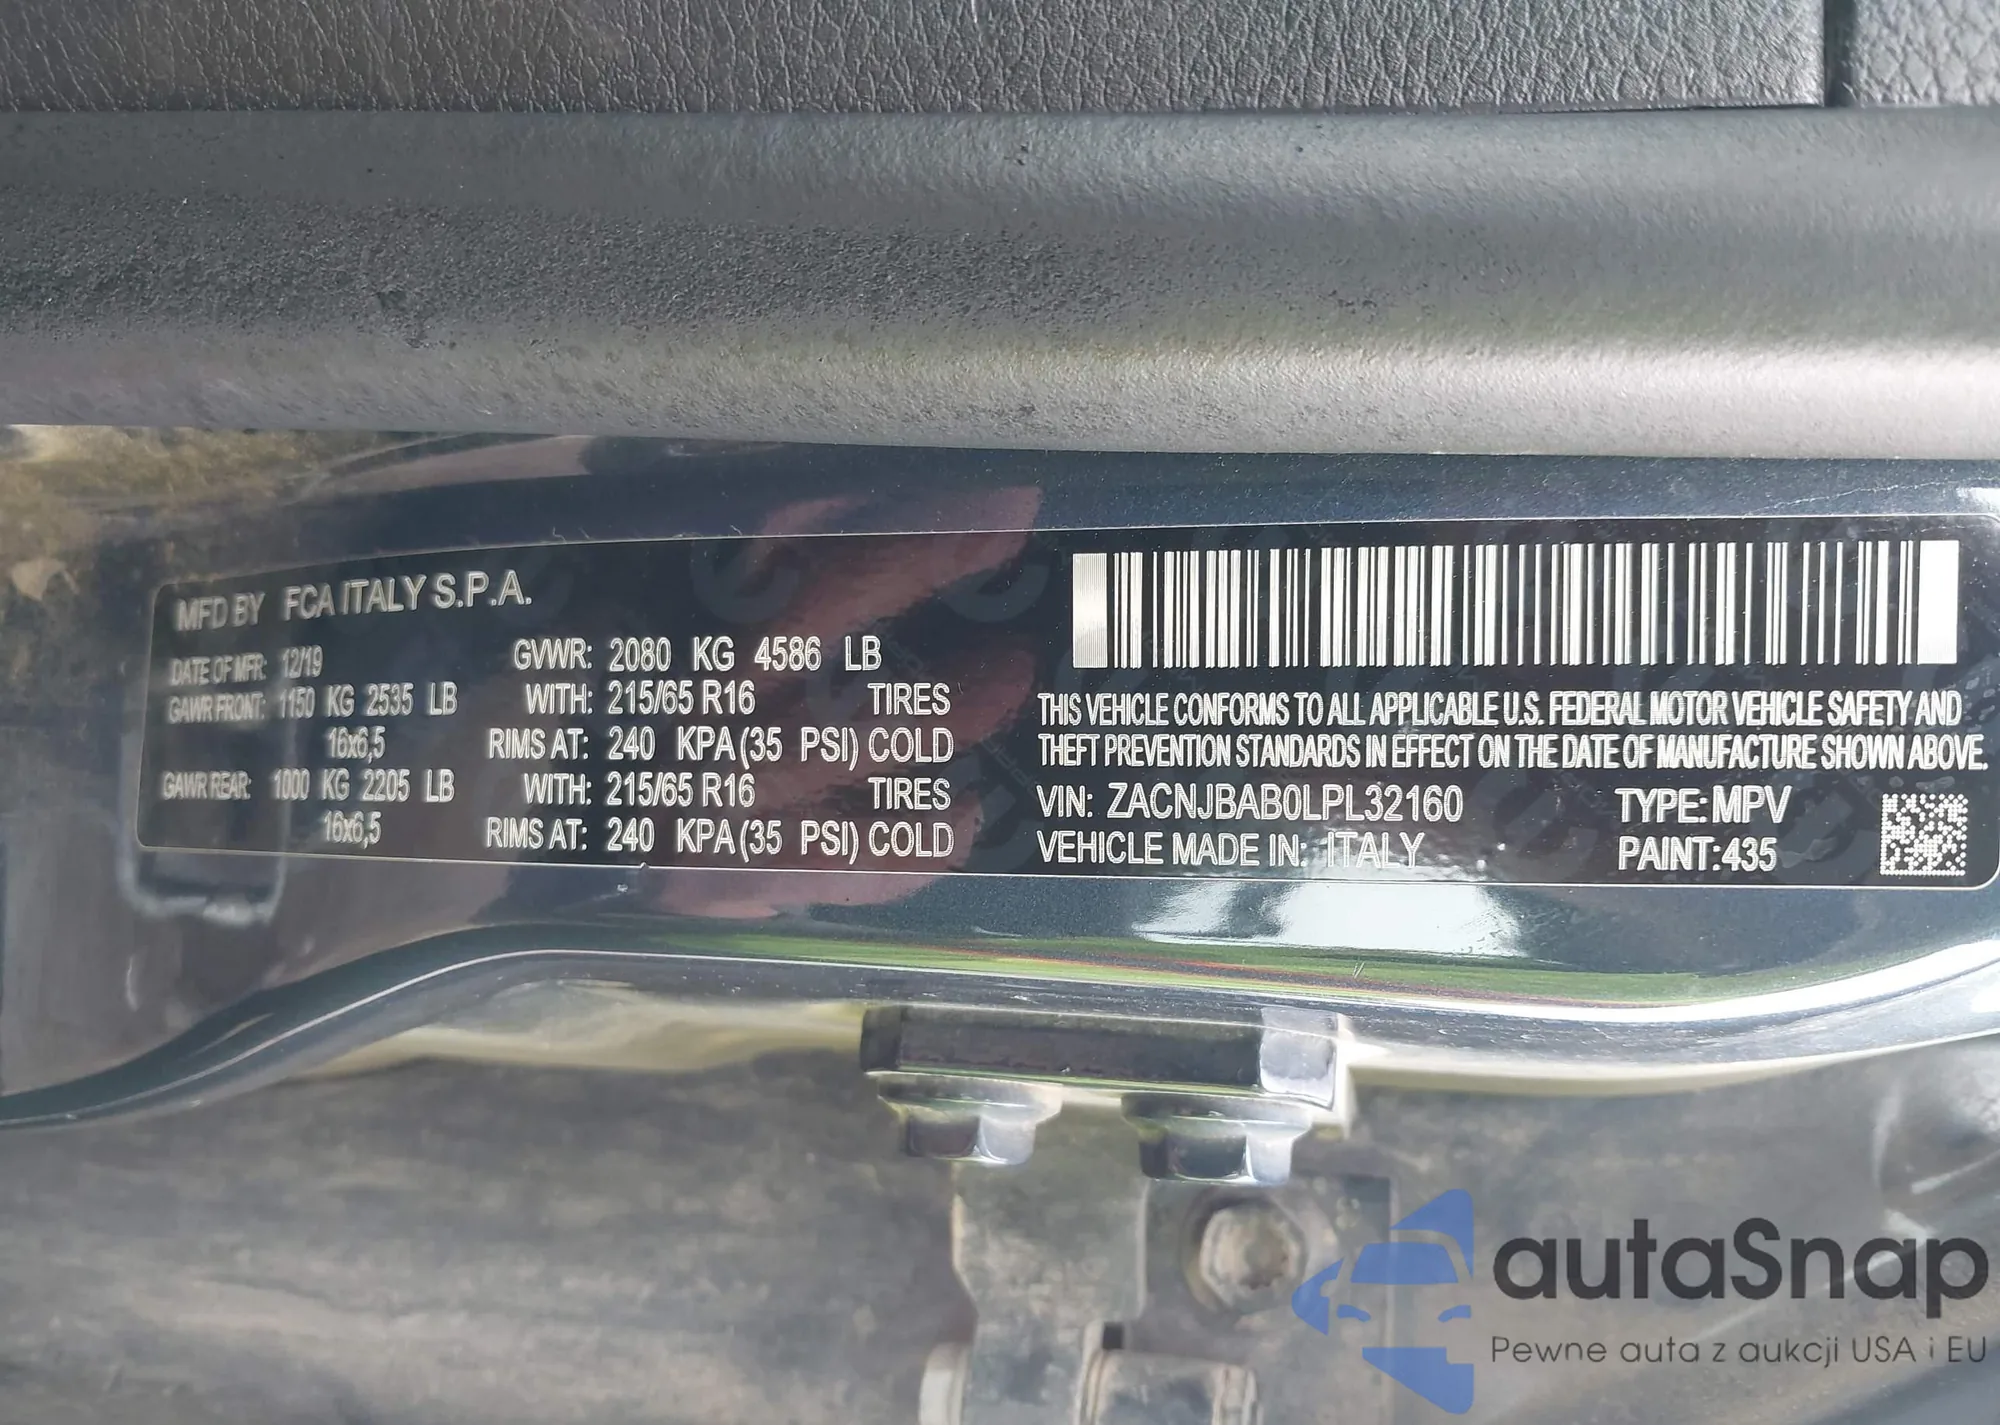 MFD BY FCA ITALY S.P.A.
DATE OF MFR: 12/19 GVWR: 2080 KG 4586 LB
GAWR FRONT: 1150 KG 2535 LB WITH: 215/65 R16 TIRES
16x6,5 RIMS AT: 240 KPA (35 PSI) COLD
GAWR REAR: 1000 KG 2205 LB WITH: 215/65 R16 TIRES
16x6,5 RIMS AT: 240 KPA (35 PSI) COLD
THIS VEHICLE CONFORMS TO ALL APPLICABLE U.S. FEDERAL MOTOR VEHICLE SAFETY AND
THEFT PREVENTION STANDARDS IN EFFECT ON THE DATE OF MANUFACTURE SHOWN ABOVE.
VIN: ZACNJBAB0LPL32160 TYPE: MPV
VEHICLE MADE IN: ITALY PAINT: 435
autaSnap
Pewne auta z aukcji USA i EU